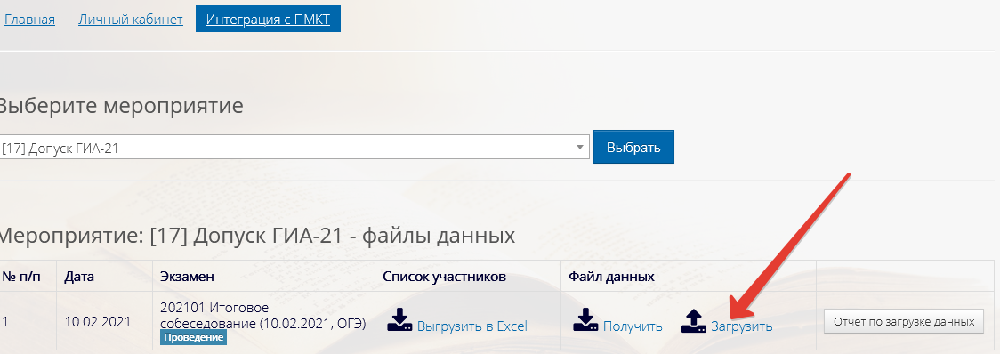 Главная Личный кабинет Интеграция с ПМКТ
Выберите мероприятие
[17] Допуск ГИА-21 Выбрать
Мероприятие: [17] Допуск ГИА-21 - файлы данных
№ п/п Дата Экзамен Список участников Файл данных
1 10.02.2021 202101 Итоговое
собеседование (10.02.2021, ОГЭ) Выгрузить в Excel Получить Загрузить Отчет по загрузке данных
Проведение